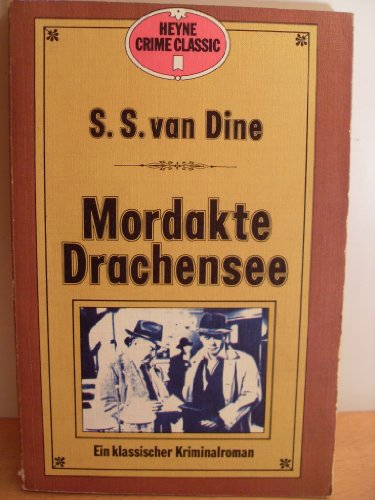 HEYNE
CRIME CLASSIC
S. S. van Dine
Mordakte
Drachensee
Ein klassischer Kriminalroman